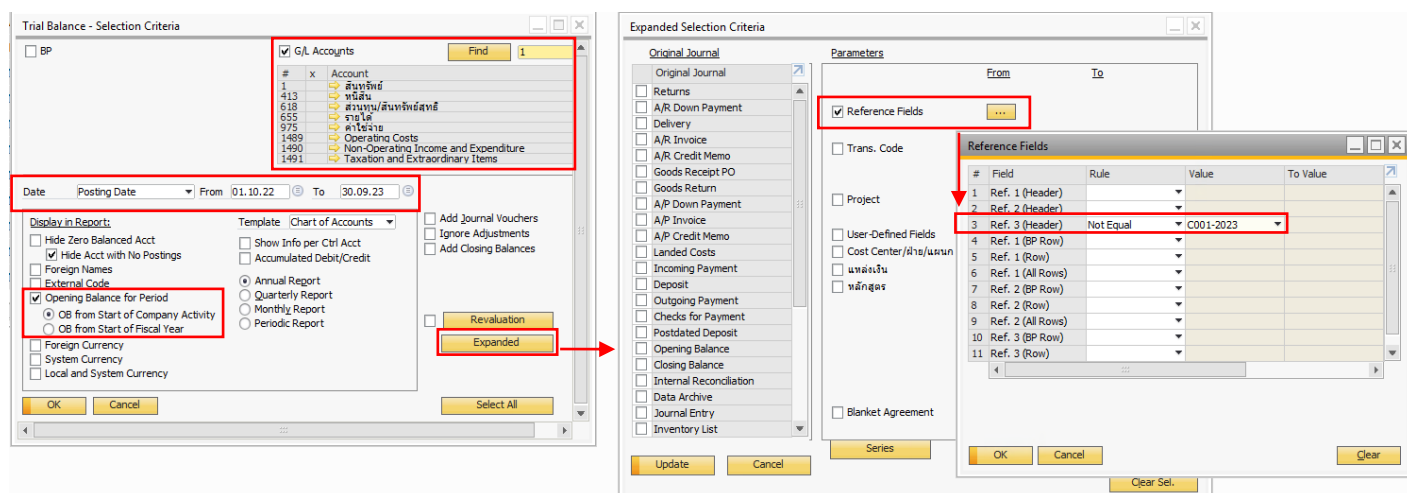 Trial Balance - Selection Criteria
BP
G/L Accounts Find 1
# x Account
1 สินทรัพย์
413 หนี้สิน
618 ส่วนทุน/สินทรัพย์สุทธิ
655 รายได้
975 ค่าใช้จ่าย
1489 Operating Costs
1490 Non-Operating Income and Expenditure
1491 Taxation and Extraordinary Items
Date Posting Date From 01.10.22 To 30.09.23
Display in Report: Template Chart of Accounts
Hide Zero Balanced Acct
Hide Acct with No Postings
Foreign Names
External Code
Opening Balance for Period
OB from Start of Company Activity
OB from Start of Fiscal Year
Foreign Currency
System Currency
Local and System Currency
Show Info per Ctrl Acct
Accumulated Debit/Credit
Annual Report
Quarterly Report
Monthly Report
Periodic Report
Add Journal Vouchers
Ignore Adjustments
Add Closing Balances
Revaluation
Expanded
OK Cancel Select All
Expanded Selection Criteria
Original Journal
Original Journal
Returns
A/R Down Payment
Delivery
A/R Invoice
A/R Credit Memo
Goods Receipt PO
Goods Return
A/P Down Payment
A/P Invoice
A/P Credit Memo
Landed Costs
Incoming Payment
Deposit
Outgoing Payment
Checks for Payment
Postdated Deposit
Opening Balance
Closing Balance
Internal Reconciliation
Data Archive
Journal Entry
Inventory List
Parameters
From To
Reference Fields ...
Trans. Code
Project
User-Defined Fields
Cost Center/ฝ่าย/แผนก
แหล่งเงิน
หลักสูตร
Blanket Agreement
Series
Update Cancel
Clear Sel.
Reference Fields
# Field Rule Value To Value
1 Ref. 1 (Header)
2 Ref. 2 (Header)
3 Ref. 3 (Header) Not Equal C001-2023
4 Ref. 1 (BP Row)
5 Ref. 1 (Row)
6 Ref. 1 (All Rows)
7 Ref. 2 (BP Row)
8 Ref. 2 (Row)
9 Ref. 2 (All Rows)
10 Ref. 3 (BP Row)
11 Ref. 3 (Row)
OK Cancel Clear